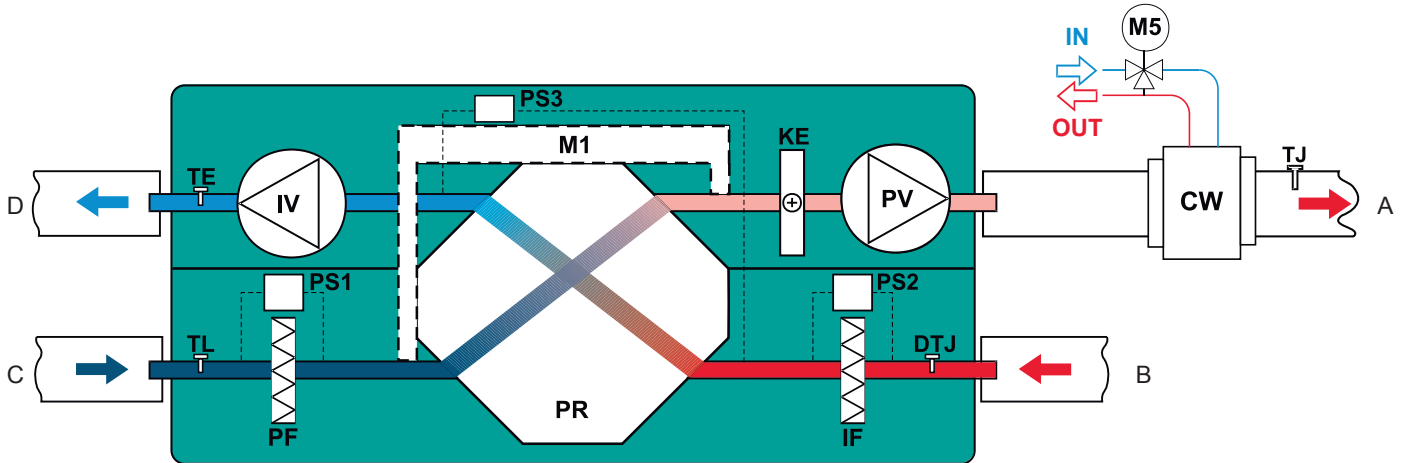 M5
IN
OUT
PS3
M1
KE
TJ
TE
IV
PV
CW
D
A
PS1
PS2
TL
DTJ
C
B
PR
PF
IF